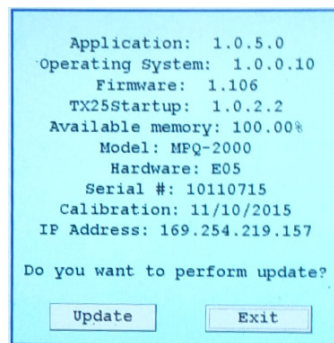 Application: 1.0.5.0
Operating System: 1.0.0.10
Firmware: 1.106
TX25Startup: 1.0.2.2
Available memory: 100.00%
Model: MPQ-2000
Hardware: E05
Serial #: 10110715
Calibration: 11/10/2015
IP Address: 169.254.219.157
Do you want to perform update?
Update Exit